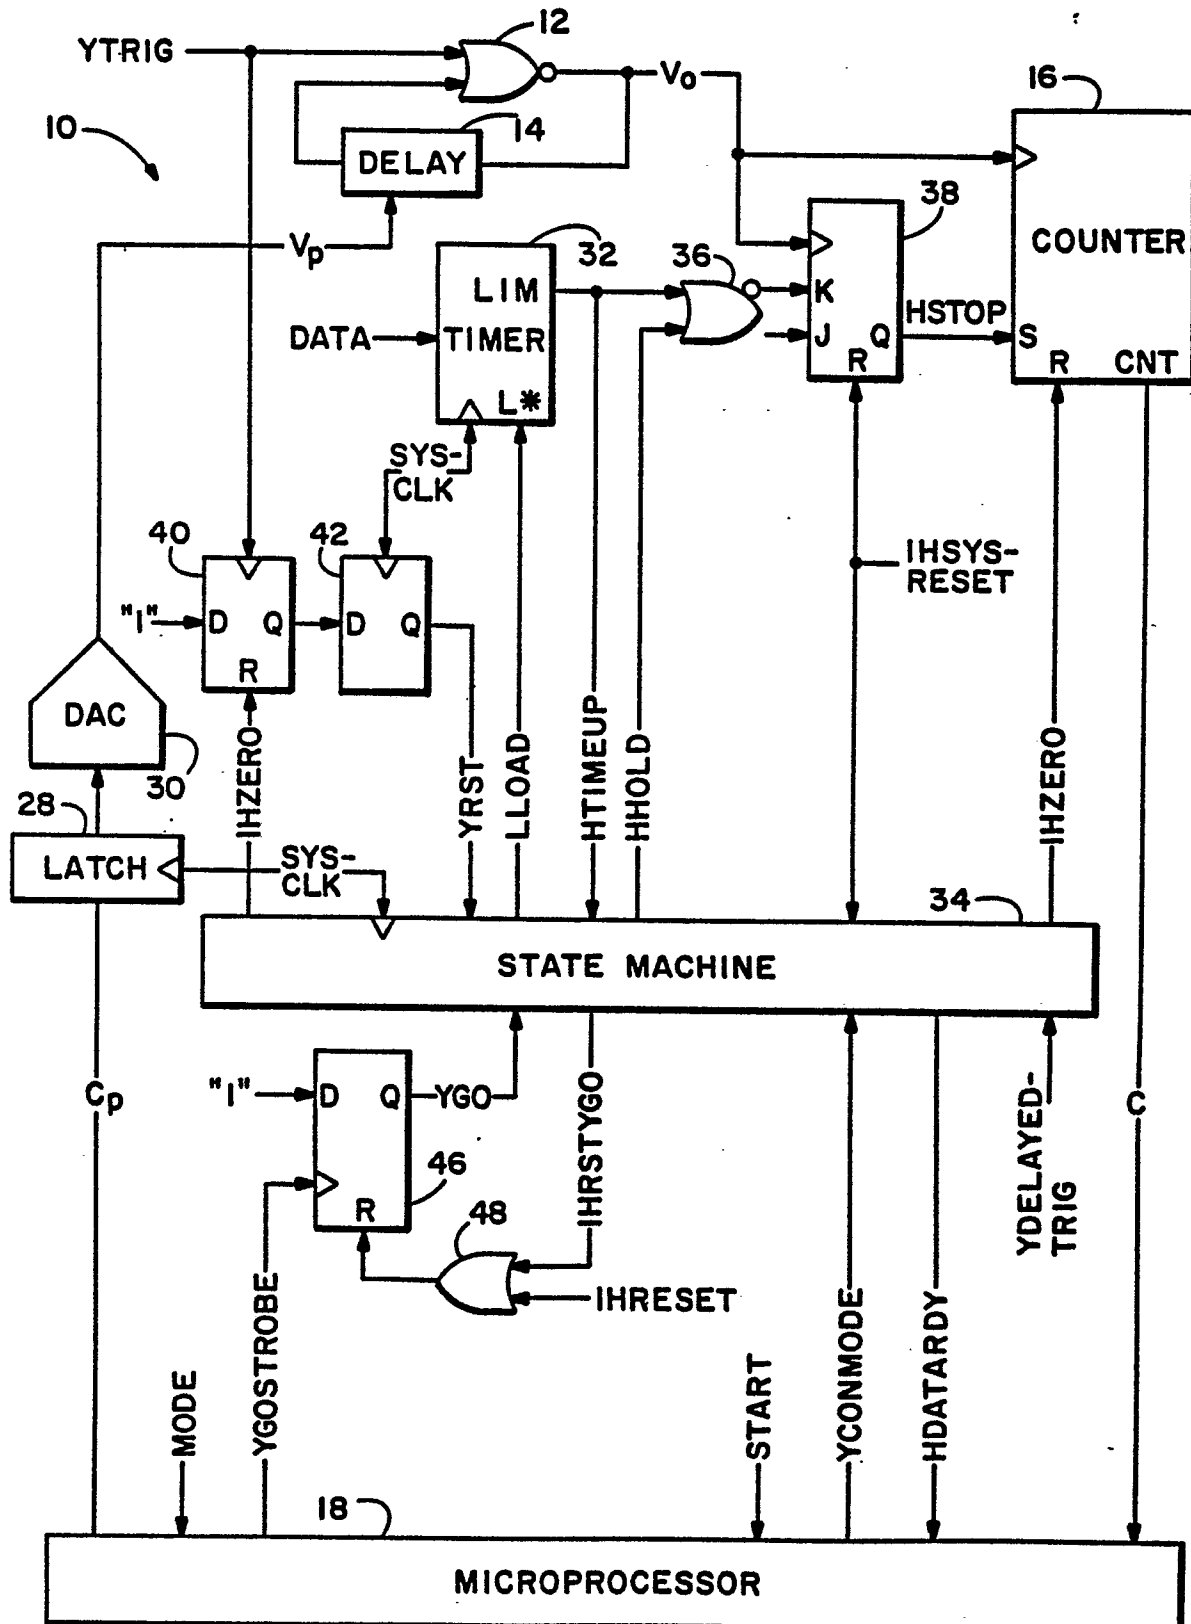 12
YTRIG
Vo
16
10
14
DELAY
38
Vp
32
36
COUNTER
LIM
K
HSTOP
DATA
TIMER
J
Q
S
R
R
CNT
L*
SYS-
CLK
40
42
IHSYS-
RESET
"1"
D
Q
D
Q
R
DAC
30
IHZERO
YRST
LLOAD
HTIMEUP
HHOLD
IHZERO
28
LATCH
SYS-
CLK
34
STATE MACHINE
"1"
D
Q
YGO
Cp
IHRSTYGO
C
46
R
48
YDELAYED-
TRIG
IHRESET
MODE
YGOSTROBE
START
YCONMODE
HDATARDY
18
MICROPROCESSOR